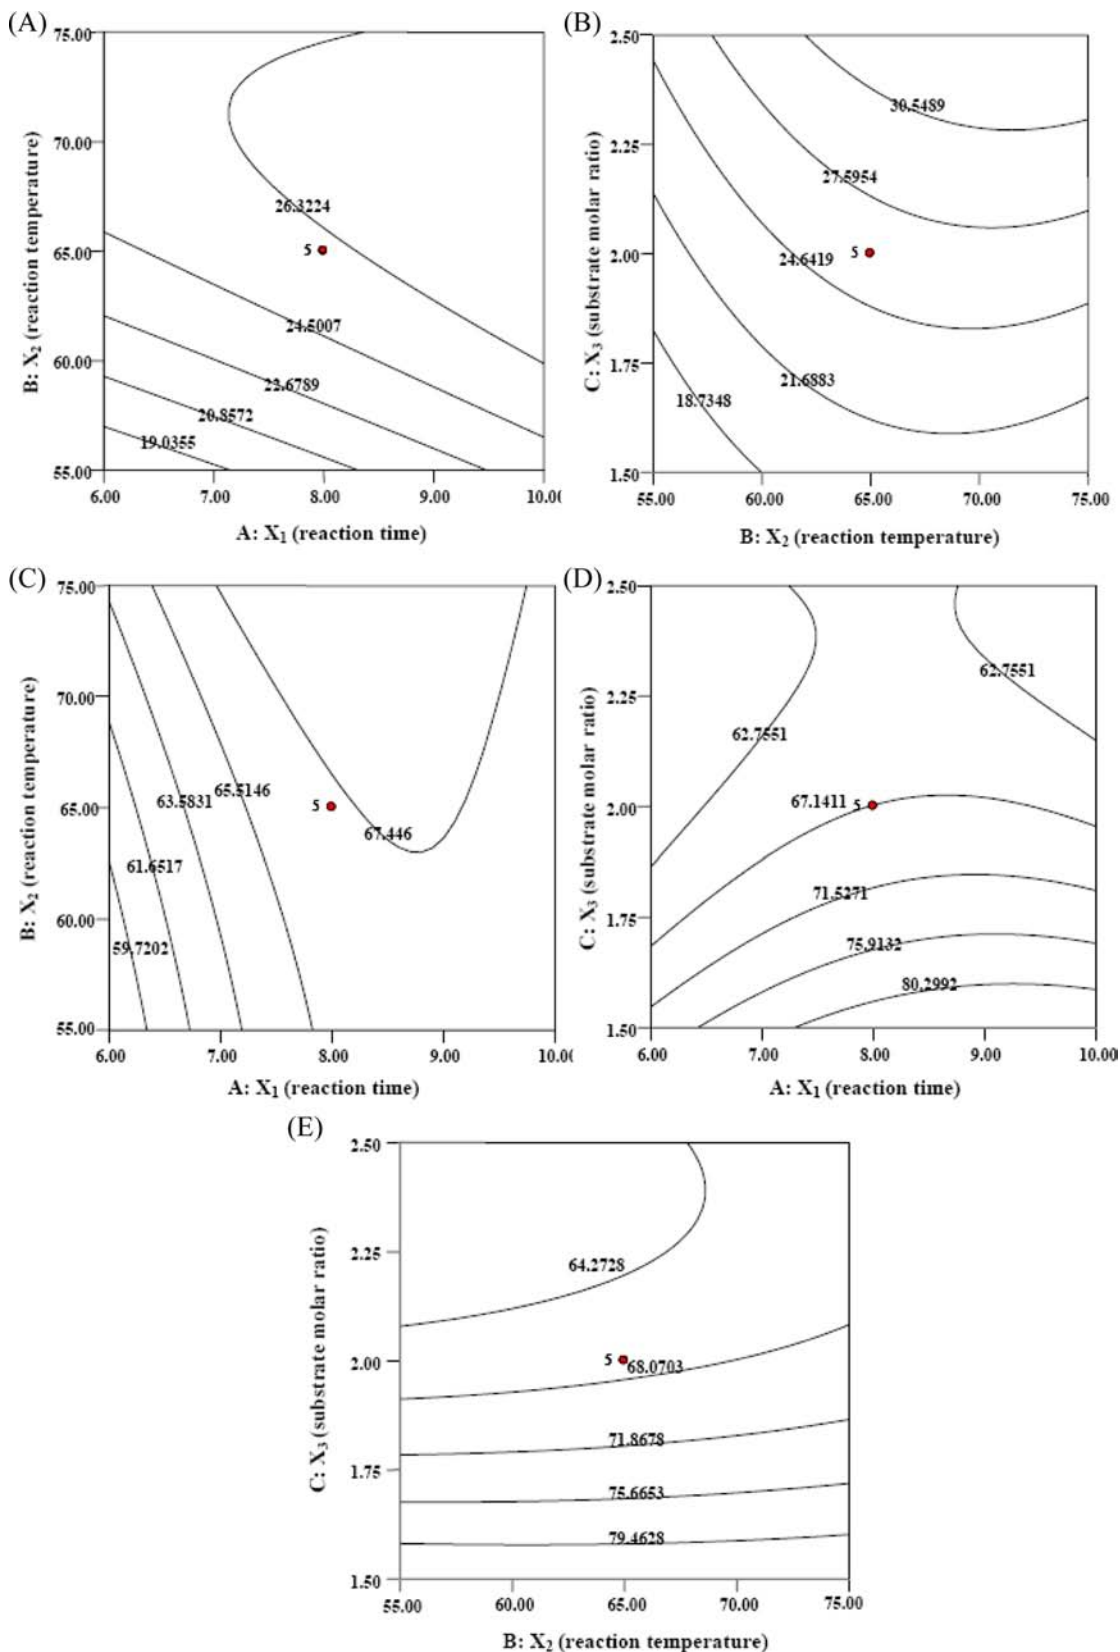 (A)
75.00
70.00
65.00
60.00
55.00
B: X2 (reaction temperature)
26.3224
5
24.5007
22.6789
20.8572
19.0355
6.00 7.00 8.00 9.00 10.0
A: X1 (reaction time)
(B)
2.50
2.25
2.00
1.75
1.50
C: X3 (substrate molar ratio)
30.5489
27.5954
5
24.6419
21.6883
18.7348
55.00 60.00 65.00 70.00 75.00
B: X2 (reaction temperature)
(C)
75.00
70.00
65.00
60.00
55.00
B: X2 (reaction temperature)
63.5831
65.5146
5
67.446
61.6517
59.7202
6.00 7.00 8.00 9.00 10.0
A: X1 (reaction time)
(D)
2.50
2.25
2.00
1.75
1.50
C: X3 (substrate molar ratio)
62.7551
62.7551
67.1411 5
71.5271
75.9132
80.2992
6.00 7.00 8.00 9.00 10.00
A: X1 (reaction time)
(E)
2.50
2.25
2.00
1.75
1.50
C: X3 (substrate molar ratio)
64.2728
5
68.0703
71.8678
75.6653
79.4628
55.00 60.00 65.00 70.00 75.00
B: X2 (reaction temperature)